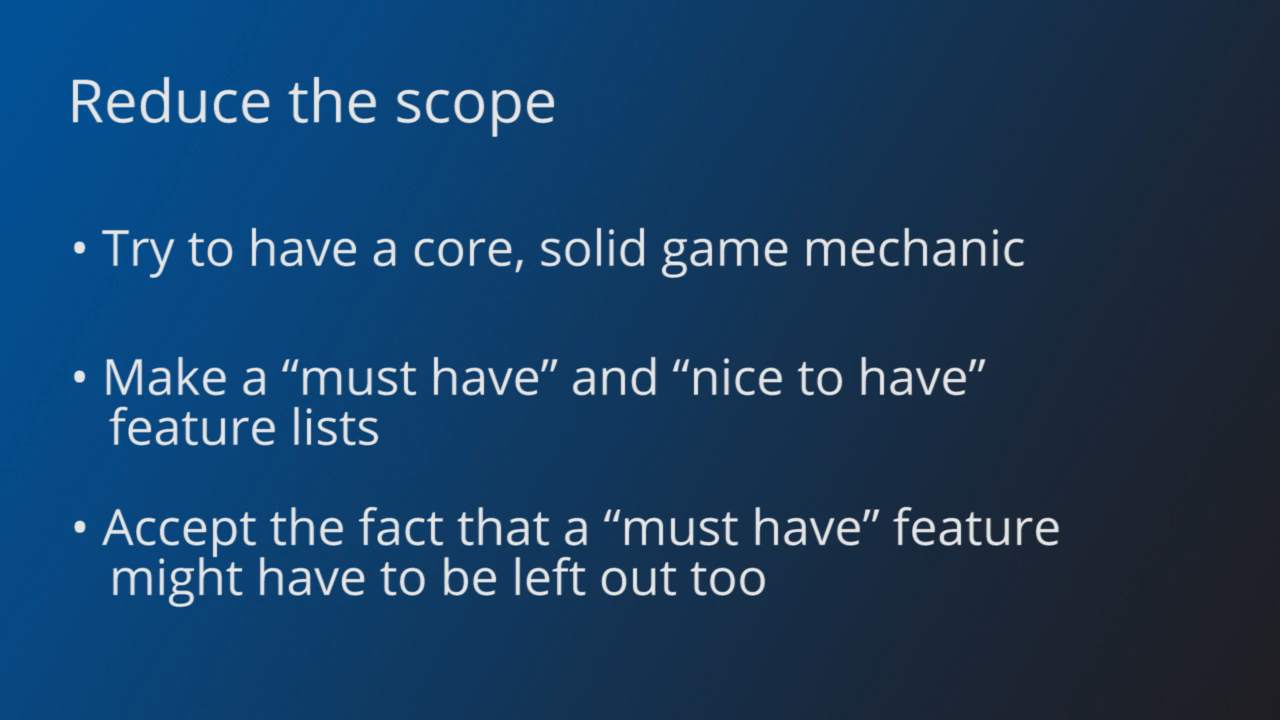 Reduce the scope
• Try to have a core, solid game mechanic
• Make a “must have” and “nice to have”
feature lists
• Accept the fact that a “must have” feature
might have to be left out too